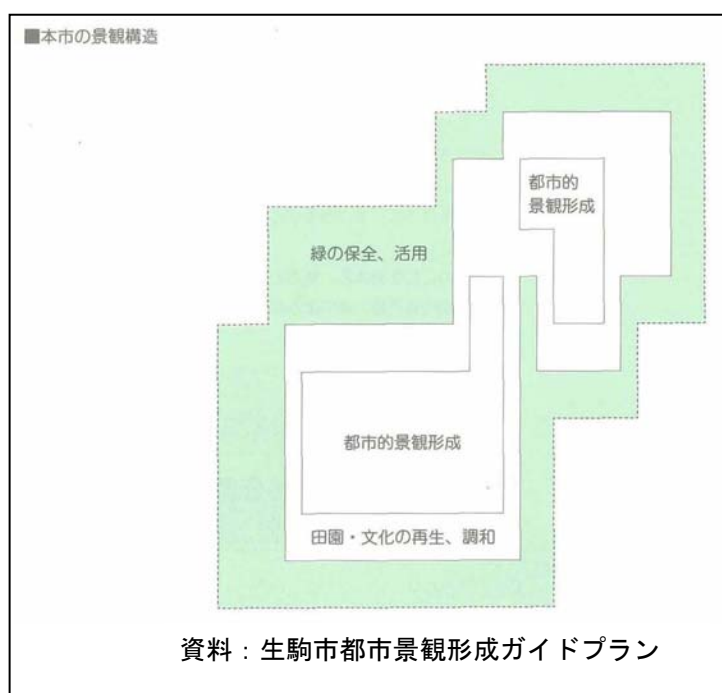 ■本市の景観構造
都市的
景観形成
緑の保全、活用
都市的景観形成
田園・文化の再生、調和
資料：生駒市都市景観形成ガイドプラン